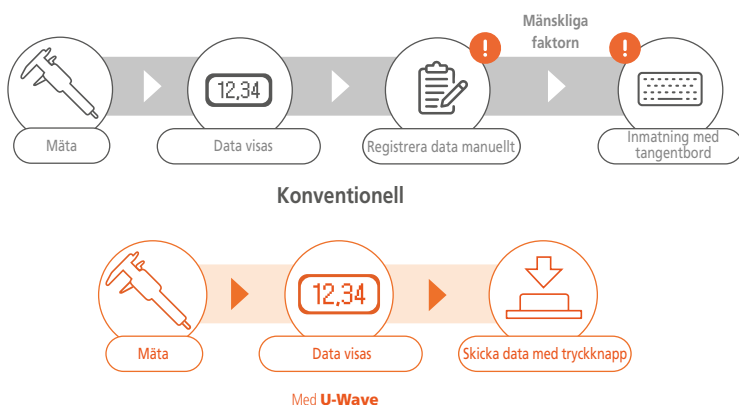 Mänskliga
faktorn
!
!
12,34
Mäta
Data visas
Registrera data manuellt
Inmatning med
tangentbord
Konventionell
12,34
Mäta
Data visas
Skicka data med tryckknapp
Med U-Wave